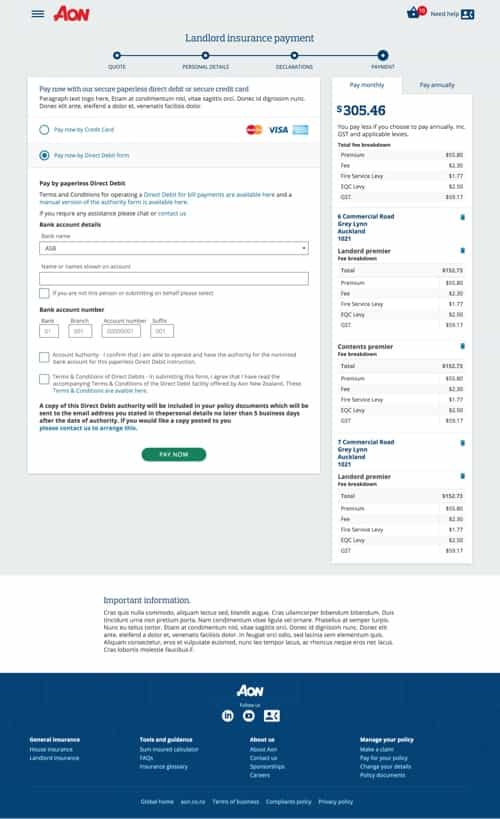 AON
10
Need help
Landlord insurance payment
QUOTE
PERSONAL DETAILS
DECLARATIONS
PAYMENT
Pay now with our secure paperless direct debit or secure credit card
Paragraph text logo here, Etiam at condimentum nisl, vitae sagittis orci. Donec id dignissim nunc.
Donec elit ante, eleifend a dolor et, venenatis facilisis dolor.
Pay now by Credit Card
VISA
Pay now by Direct Debit form
Pay by paperless Direct Debit
Terms and Conditions for operating a Direct Debit for bill payments are available here and a
manual version of the authority form is available here.
If you require any assistance please chat or contact us
Bank account details
Bank name
ASB
Name or names shown on account
If you are not this person or submitting on behalf please select
Bank account number
Bank
Branch
Account number
Suffix
01
001
00000001
001
Account Authority - I confirm that I am able to operate and have the authority for the nominated
bank account for this paperless Direct Debit instruction.
Terms & Conditions of Direct Debits - In submitting this form, I agree that I have read the
accompanying Terms & Conditions of the Direct Debit facility offered by Aon New Zealand. These
Terms & Conditions are avaible here.
A copy of this Direct Debit authority will be included in your policy documents which will be
sent to the email address you stated in thepersonal details no later than 5 business days
after the date of authority. If you would like a copy posted to you
please contact us to arrange this.
PAY NOW
Pay monthly
Pay annually
$305.46
You pay less if you choose to pay annually. Inc.
GST and applicable levies.
Total fee breakdown
Premium $55.80
Fee $2.30
Fire Service Levy $1.77
EQC Levy $2.50
GST $59.17
6 Commercial Road
Grey Lynn
Auckland
1021
Landlord premier
Fee breakdown
Total $152.73
Premium $55.80
Fee $2.30
Fire Service Levy $1.77
EQC Levy $2.50
GST $59.17
Contents premier
Fee breakdown
Total $152.73
Premium $55.80
Fee $2.30
Fire Service Levy $1.77
EQC Levy $2.50
GST $59.17
7 Commercial Road
Grey Lynn
Auckland
1021
Landord premier
Fee breakdown
Total $152.73
Premium $55.80
Fee $2.30
Fire Service Levy $1.77
EQC Levy $2.50
GST $59.17
Important information.
Cras quis nulla commodo, aliquam lectus sed, blandit augue. Cras ullamcorper bibendum bibendum. Duis
tincidunt urna non pretium porta. Nam condimentum vitae ligula vel ornare. Phasellus at semper turpis.
Nunc eu tellus tortor. Etiam at condimentum nisl, vitae sagittis orci. Donec id dignissim nunc. Donec elit
ante, eleifend a dolor et, venenatis facilisis dolor. In feugiat orci odio, sed lacinia sem elementum quis.
Aliquam consectetur, eros et vulputate euismod, nunc leo tempor lacus, ac rhoncus neque eros nec lacus.
Cras lobortis molestie faucibus.F.
AON
Follow us
in
General insurance
House insurance
Landlord insurance
Tools and guidance
Sum insured calculator
FAQs
Insurance glossary
About us
About Aon
Contact us
Sponsorships
Careers
Manage your policy
Make a claim
Pay for your policy
Change your details
Policy documents
Global home
aon.co.nz
Terms of business
Compliants policy
Privacy policy